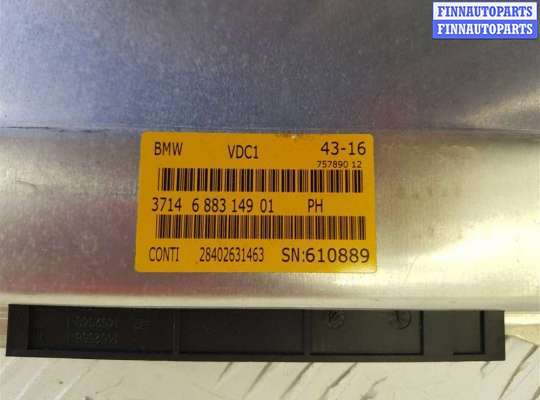 FINNAUTOPARTS
FINNAUTOPARTS
BMW VDC1 43-16
757890 12
3714 6 883 149 01 PH
CONTI 28402631463 SN:610889